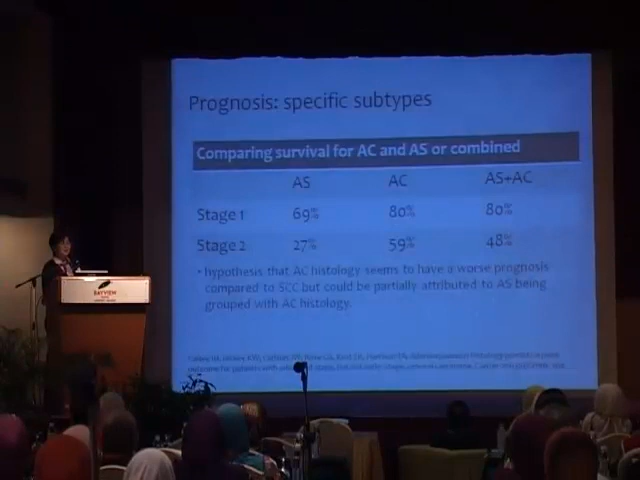 Prognosis: specific subtypes
Comparing survival for AC and AS or combined
AS AC AS+AC
Stage 1 69% 80% 80%
Stage 2 27% 59% 48%
• hypothesis that AC histology seems to have a worse prognosis
compared to SCC but could be partially attributed to AS being
grouped with AC histology.
BAYVIEW